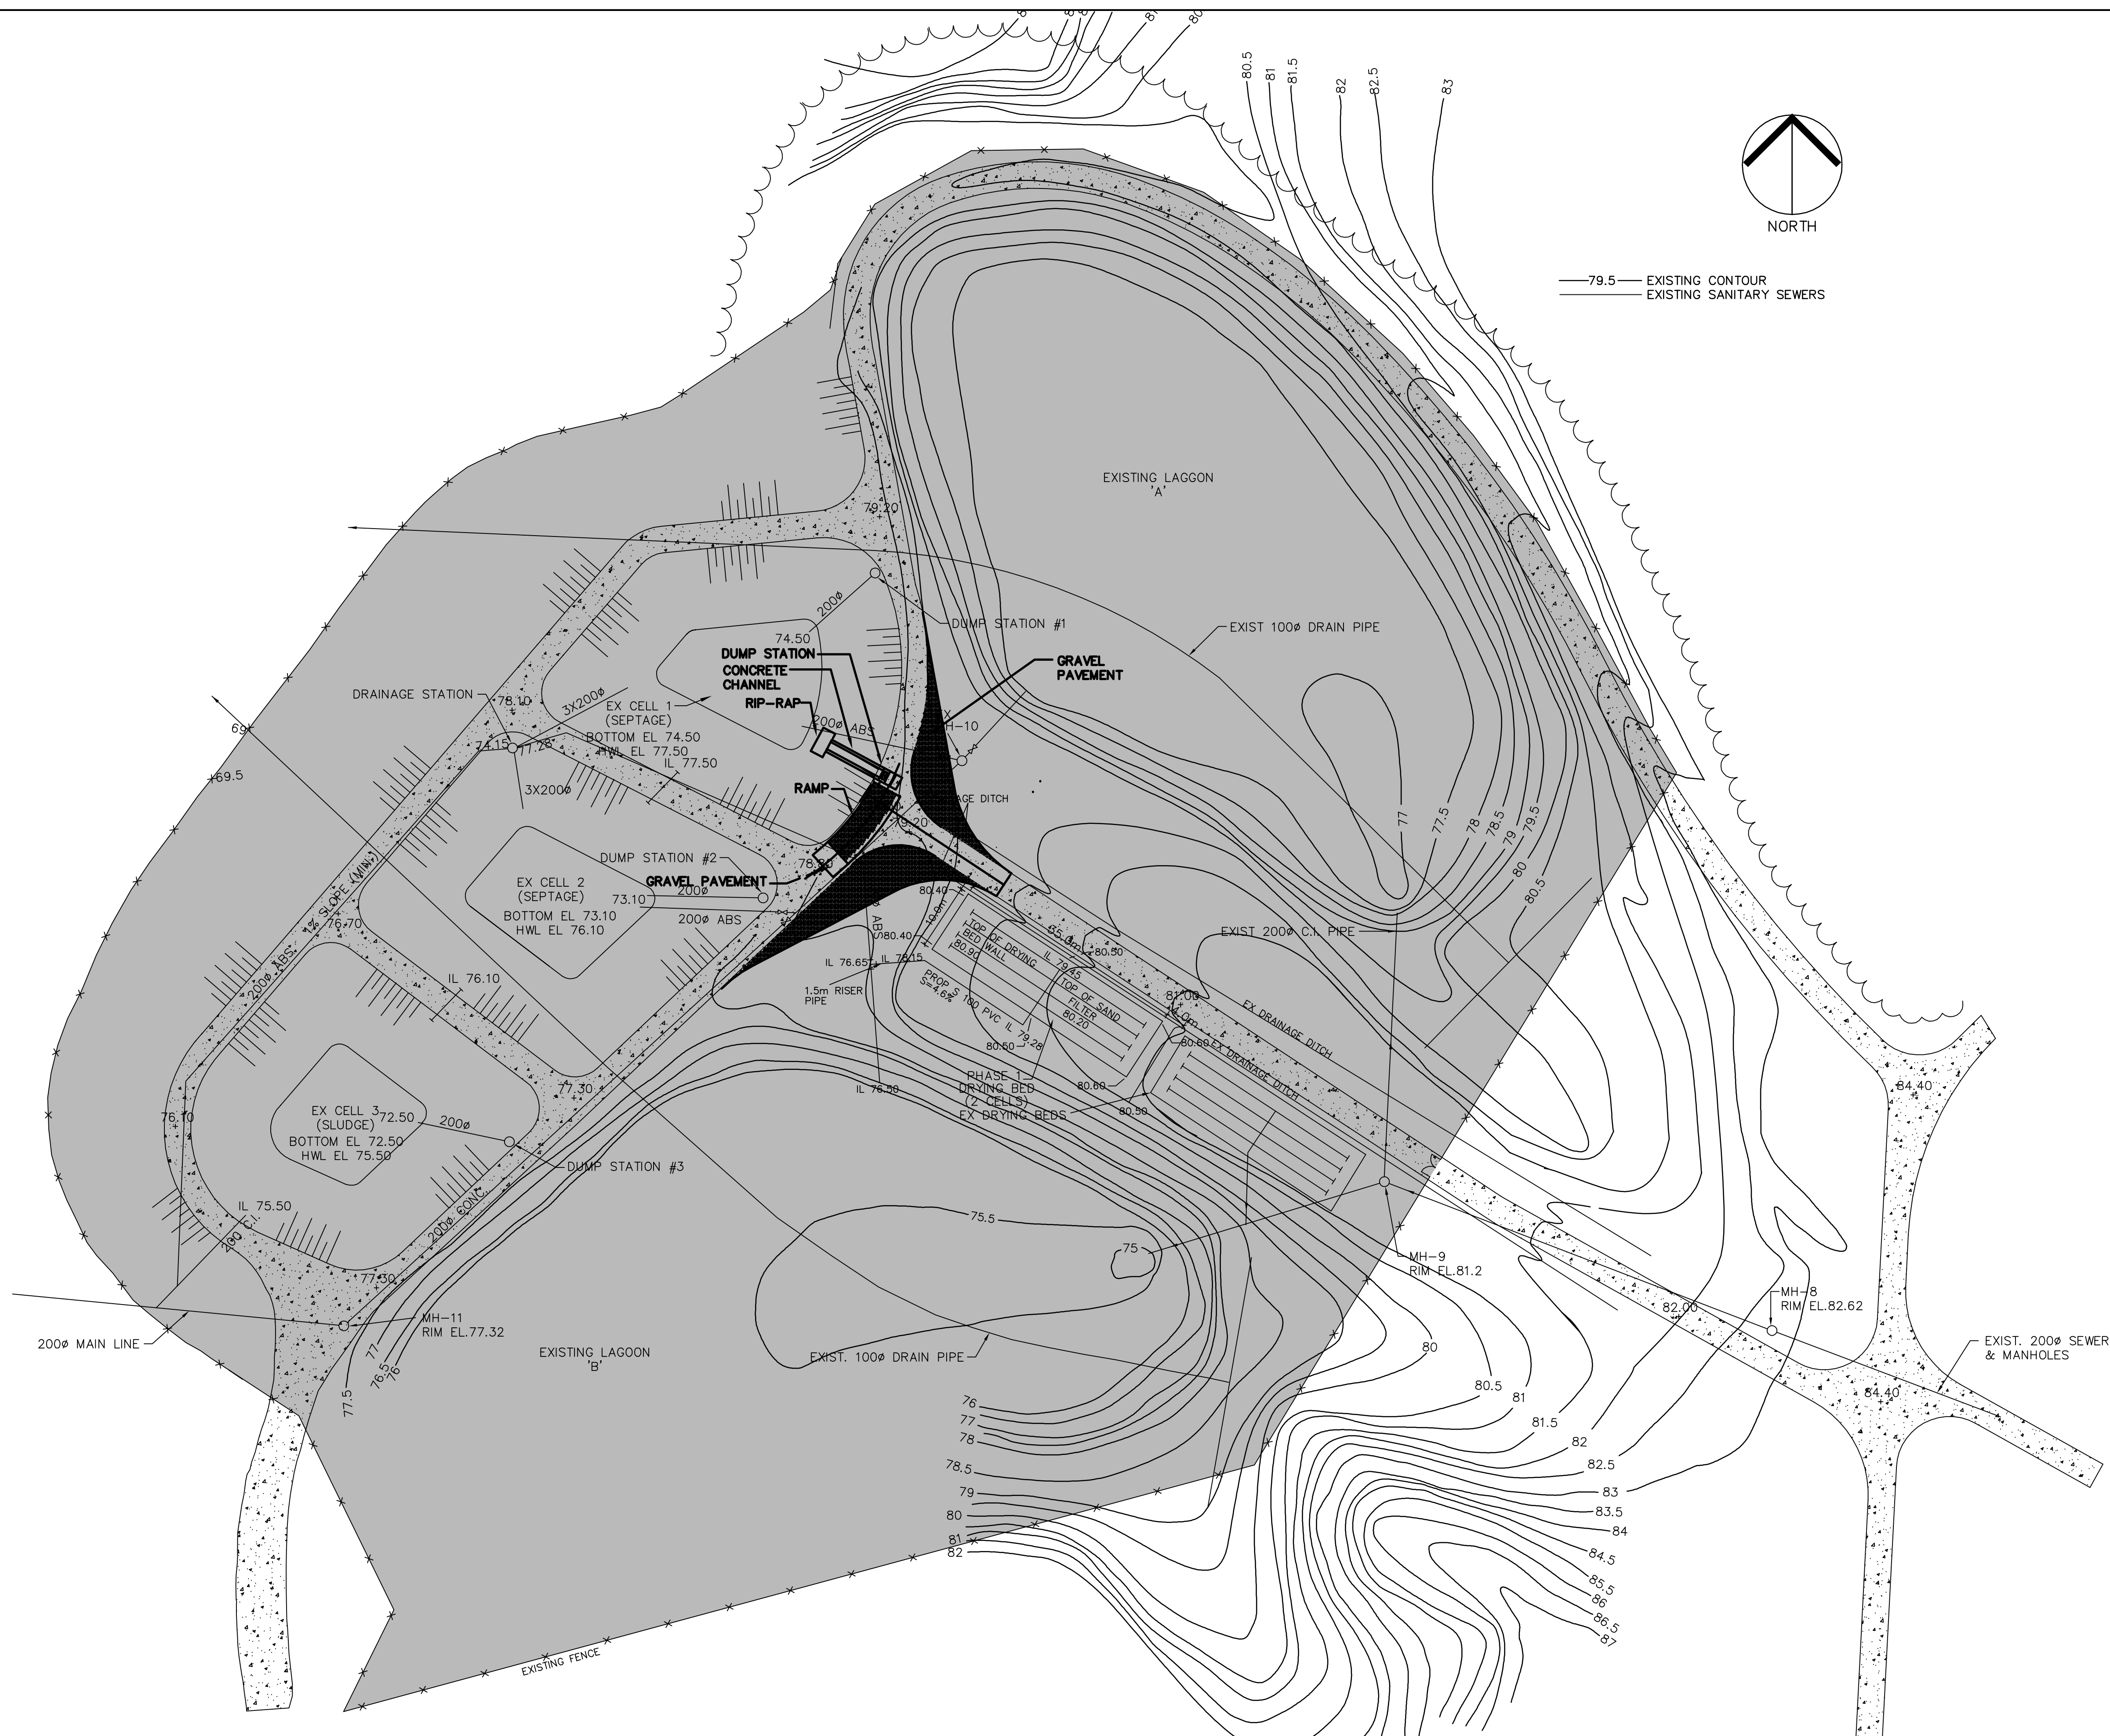 80.5
81
81.5
82
82.5
83
NORTH
79.5
EXISTING CONTOUR
EXISTING SANITARY SEWERS
EXISTING LAGGON
'A'
79.20
200ø
DUMP STATION #1
EXIST 100ø DRAIN PIPE
74.50
DUMP STATION
CONCRETE
CHANNEL
RIP-RAP
GRAVEL
PAVEMENT
DRAINAGE STATION
78.10
3X200ø
EX CELL 1
(SEPTAGE)
BOTTOM EL 74.50
HWL EL 77.50
IL 77.50
200ø ABS
74.15
77.28
69
69.5
3X200ø
RAMP
79.20
DUMP STATION #2
GRAVEL PAVEMENT
200ø
73.10
200ø ABS
EX CELL 2
(SEPTAGE)
BOTTOM EL 73.10
HWL EL 76.10
77
77.5
78
78.5
79
79.5
80
80.5
80.5
1% SLOPE (MIN.)
76.70
200ø ABS.
IL 76.10
80.40
10.0m
80.40
IL 76.65
IL 78.15
1.5m RISER
PIPE
TOP OF DRYING
BED WALL
80.90
IL 79.45
80.50
TOP OF SAND
FILTER
80.20
PROP S 100 PVC IL 79.28
S=4.6%
80.50
EXIST 200ø C.I. PIPE
81.00
EX DRAINAGE DITCH
80.60
EX DRAINAGE DITCH
PHASE 1
DRYING BED
(2 CELLS)
EX DRYING BEDS
80.60
80.50
IL 76.50
77.30
76.10
EX CELL 3
(SLUDGE)
72.50
200ø
BOTTOM EL 72.50
HWL EL 75.50
DUMP STATION #3
IL 75.50
200ø CONC.
77.30
MH-11
RIM EL.77.32
200ø MAIN LINE
77.5
77
76.5
76
EXISTING LAGOON
'B'
75.5
75
EXIST. 100ø DRAIN PIPE
MH-9
RIM EL.81.2
84.40
MH-8
RIM EL.82.62
82.00
EXIST. 200ø SEWER
& MANHOLES
84.40
80
80.5
81
81.5
82
82.5
83
83.5
84
84.5
85.5
86
86.5
87
76
77
78
78.5
79
80
81
82
EXISTING FENCE